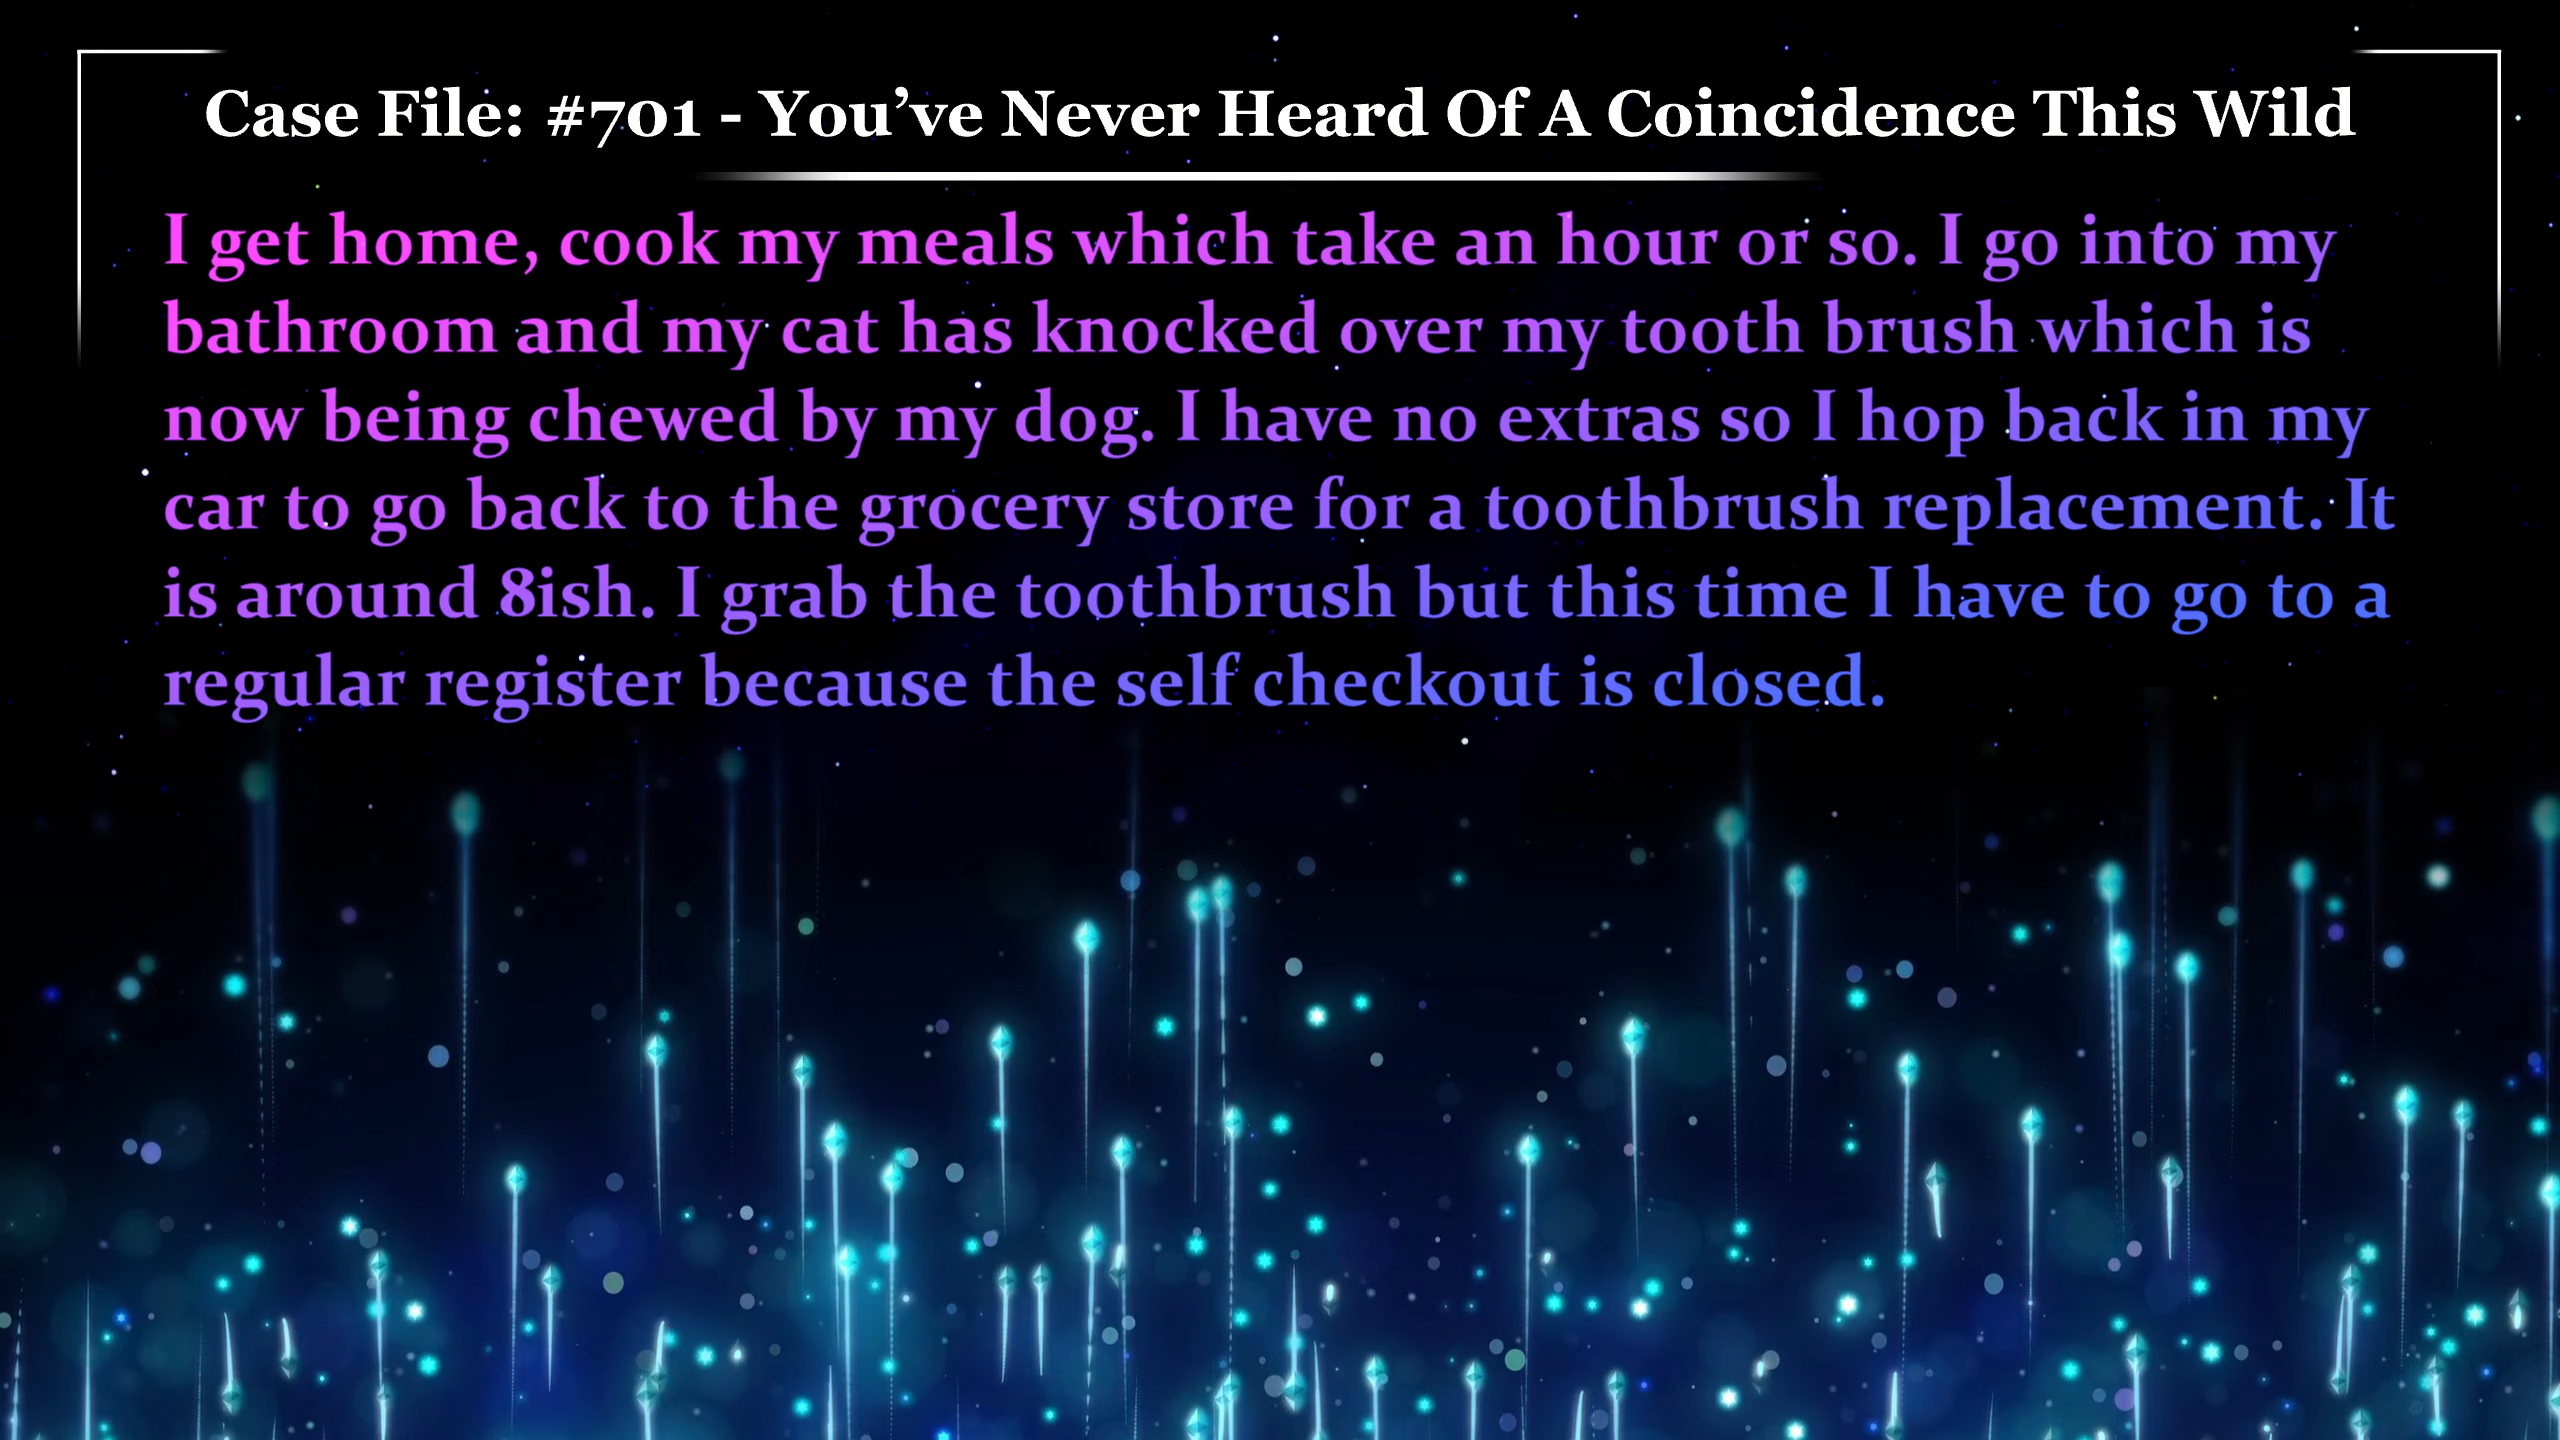 Case File: #701 - You’ve Never Heard Of A Coincidence This Wild
I get home, cook my meals which take an hour or so. I go into my
bathroom and my cat has knocked over my tooth brush which is
now being chewed by my dog. I have no extras so I hop back in my
car to go back to the grocery store for a toothbrush replacement. It
is around 8ish. I grab the toothbrush but this time I have to go to a
regular register because the self checkout is closed.